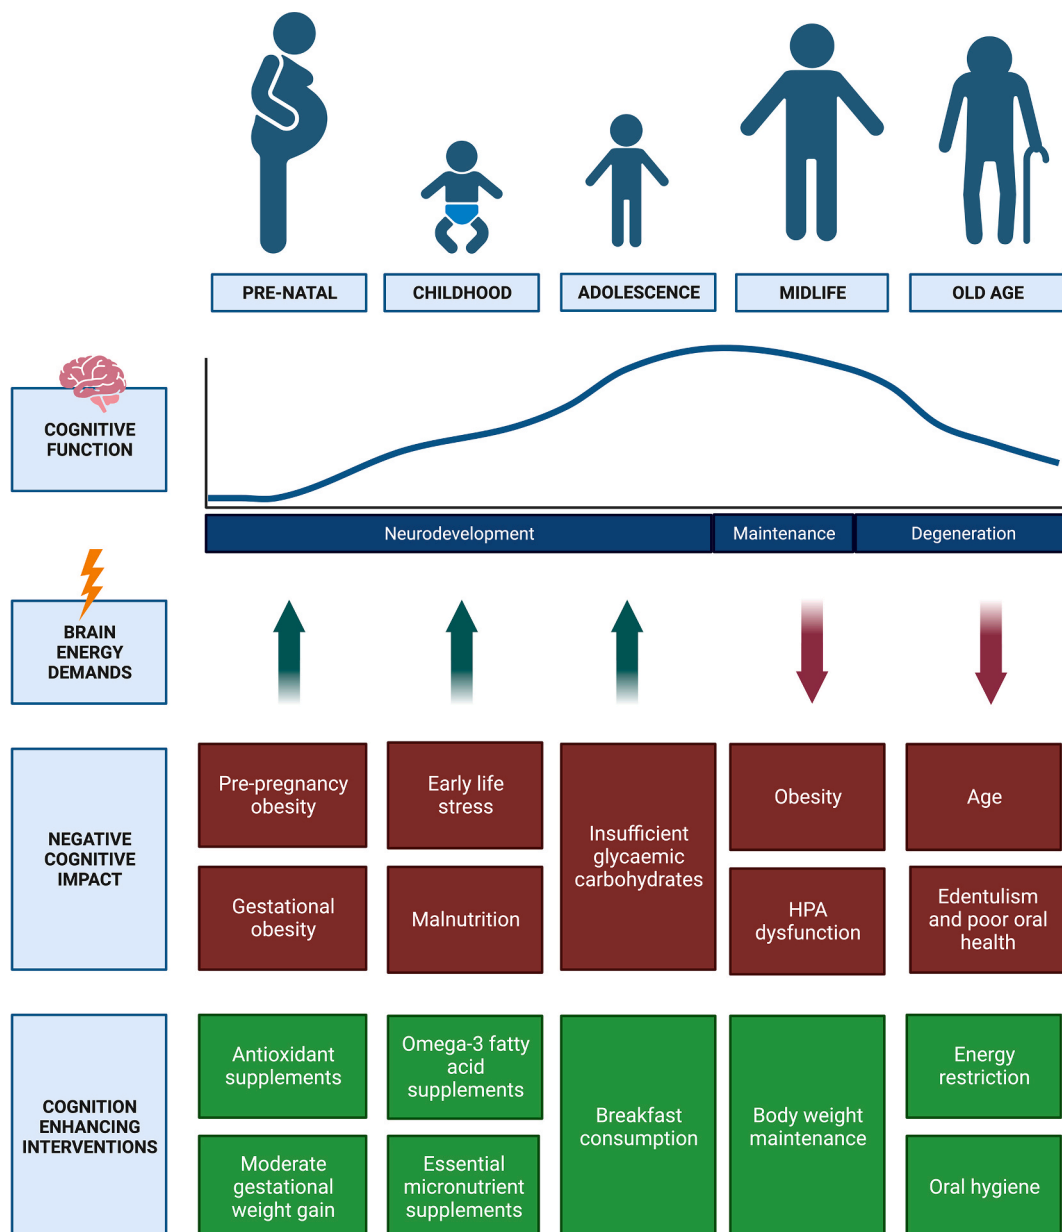 PRE-NATAL
CHILDHOOD
ADOLESCENCE
MIDLIFE
OLD AGE
COGNITIVE
FUNCTION
Neurodevelopment
Maintenance
Degeneration
BRAIN
ENERGY
DEMANDS
NEGATIVE
COGNITIVE
IMPACT
Pre-pregnancy
obesity
Early life
stress
Insufficient
glycaemic
carbohydrates
Obesity
Age
Gestational
obesity
Malnutrition
HPA
dysfunction
Edentulism
and poor oral
health
COGNITION
ENHANCING
INTERVENTIONS
Antioxidant
supplements
Omega-3 fatty
acid
supplements
Breakfast
consumption
Body weight
maintenance
Energy
restriction
Moderate
gestational
weight gain
Essential
micronutrient
supplements
Oral hygiene